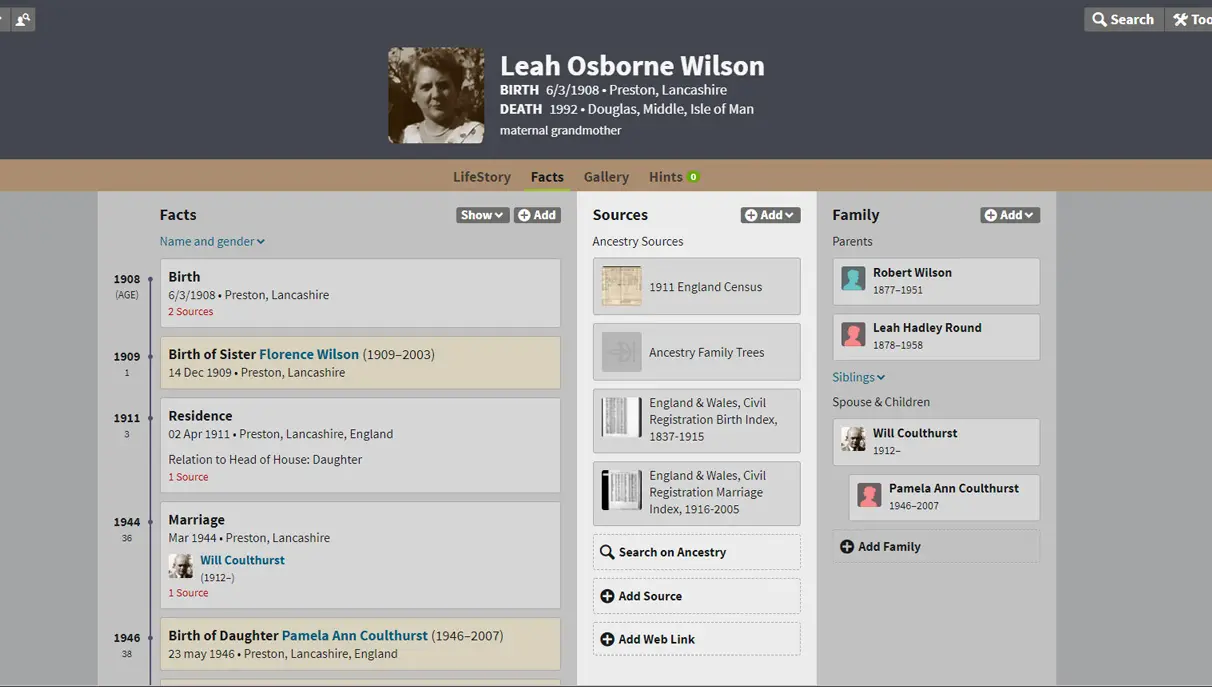 Search
Too
Leah Osborne Wilson
BIRTH 6/3/1908 • Preston, Lancashire
DEATH 1992 • Douglas, Middle, Isle of Man
maternal grandmother
LifeStory
Facts
Gallery
Hints 0
Facts
Show
Add
Name and gender
1908
(AGE)
Birth
6/3/1908 • Preston, Lancashire
2 Sources
1909
1
Birth of Sister Florence Wilson (1909–2003)
14 Dec 1909 • Preston, Lancashire
1911
3
Residence
02 Apr 1911 • Preston, Lancashire, England
Relation to Head of House: Daughter
1 Source
1944
36
Marriage
Mar 1944 • Preston, Lancashire
Will Coulthurst
(1912–)
1 Source
1946
38
Birth of Daughter Pamela Ann Coulthurst (1946–2007)
23 may 1946 • Preston, Lancashire, England
Sources
Add
Ancestry Sources
1911 England Census
Ancestry Family Trees
England & Wales, Civil
Registration Birth Index,
1837-1915
England & Wales, Civil
Registration Marriage
Index, 1916-2005
Search on Ancestry
Add Source
Add Web Link
Family
Add
Parents
Robert Wilson
1877–1951
Leah Hadley Round
1878–1958
Siblings
Spouse & Children
Will Coulthurst
1912–
Pamela Ann Coulthurst
1946–2007
Add Family